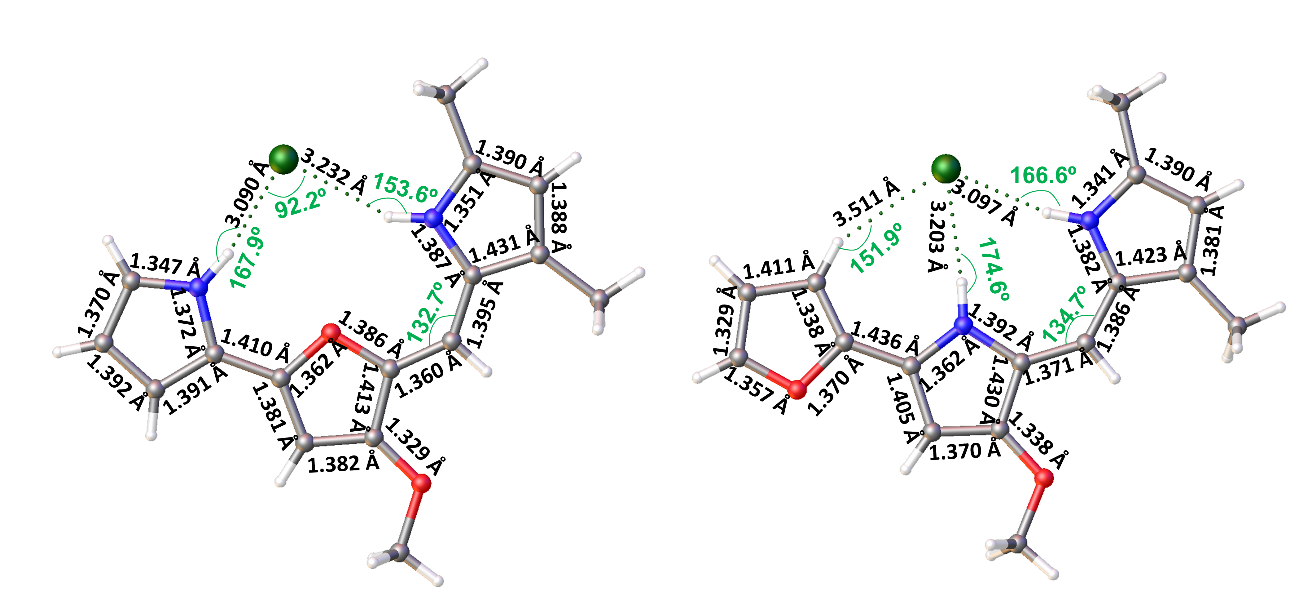 1.390 Å
3.090 Å
3.232 Å
153.6º
1.351 Å
1.388 Å
92.2º
167.9º
1.387 Å
1.431 Å
1.347 Å
1.370 Å
1.372 Å
132.7º
1.395 Å
1.410 Å
1.386 Å
1.362 Å
1.360 Å
1.392 Å
1.391 Å
1.381 Å
1.413 Å
1.382 Å
1.329 Å
1.341 Å
1.390 Å
166.6º
3.511 Å
3.097 Å
3.203 Å
151.9º
174.6º
1.382 Å
1.423 Å
1.381 Å
1.411 Å
1.329 Å
1.338 Å
134.7º
1.386 Å
1.436 Å
1.392 Å
1.362 Å
1.371 Å
1.357 Å
1.370 Å
1.405 Å
1.430 Å
1.370 Å
1.338 Å